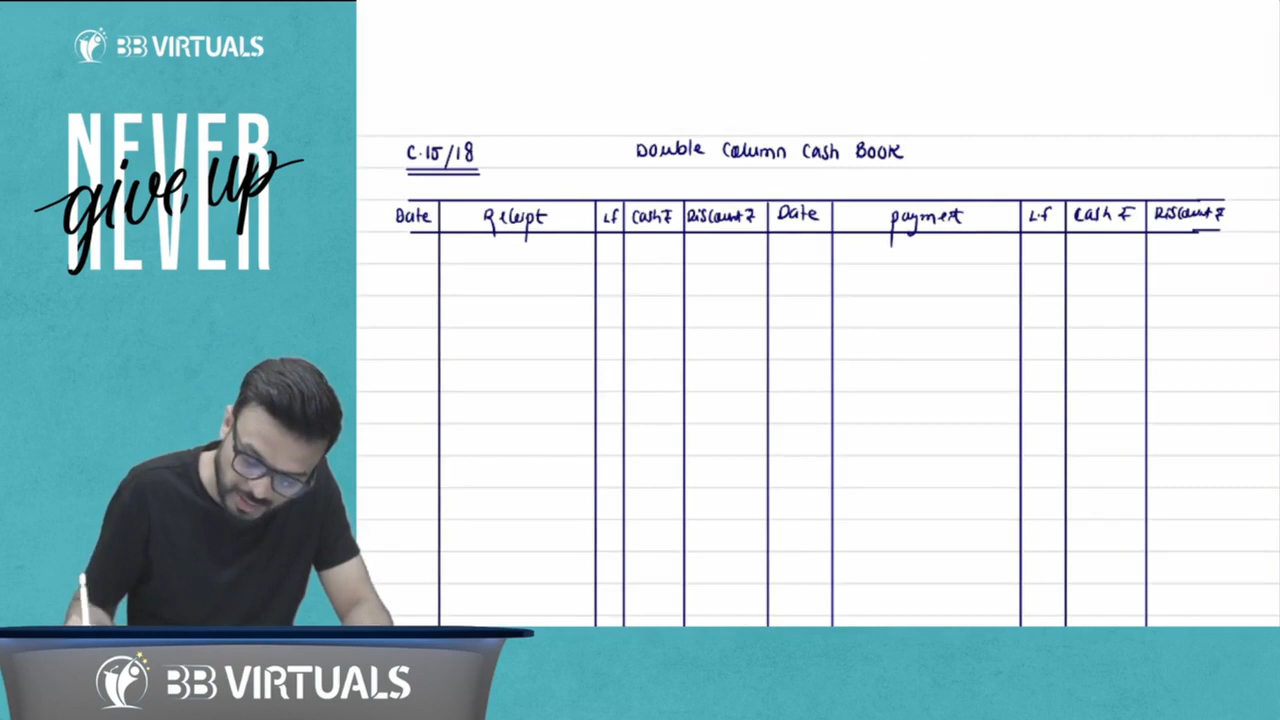 BB VIRTUALS
NEVER
give up
NEVER
C.15/18 Double Column Cash Book
Date Receipt Lf Cash ₹ Discount ₹ Date payment L.f Cash ₹ Discount ₹
BB VIRTUALS